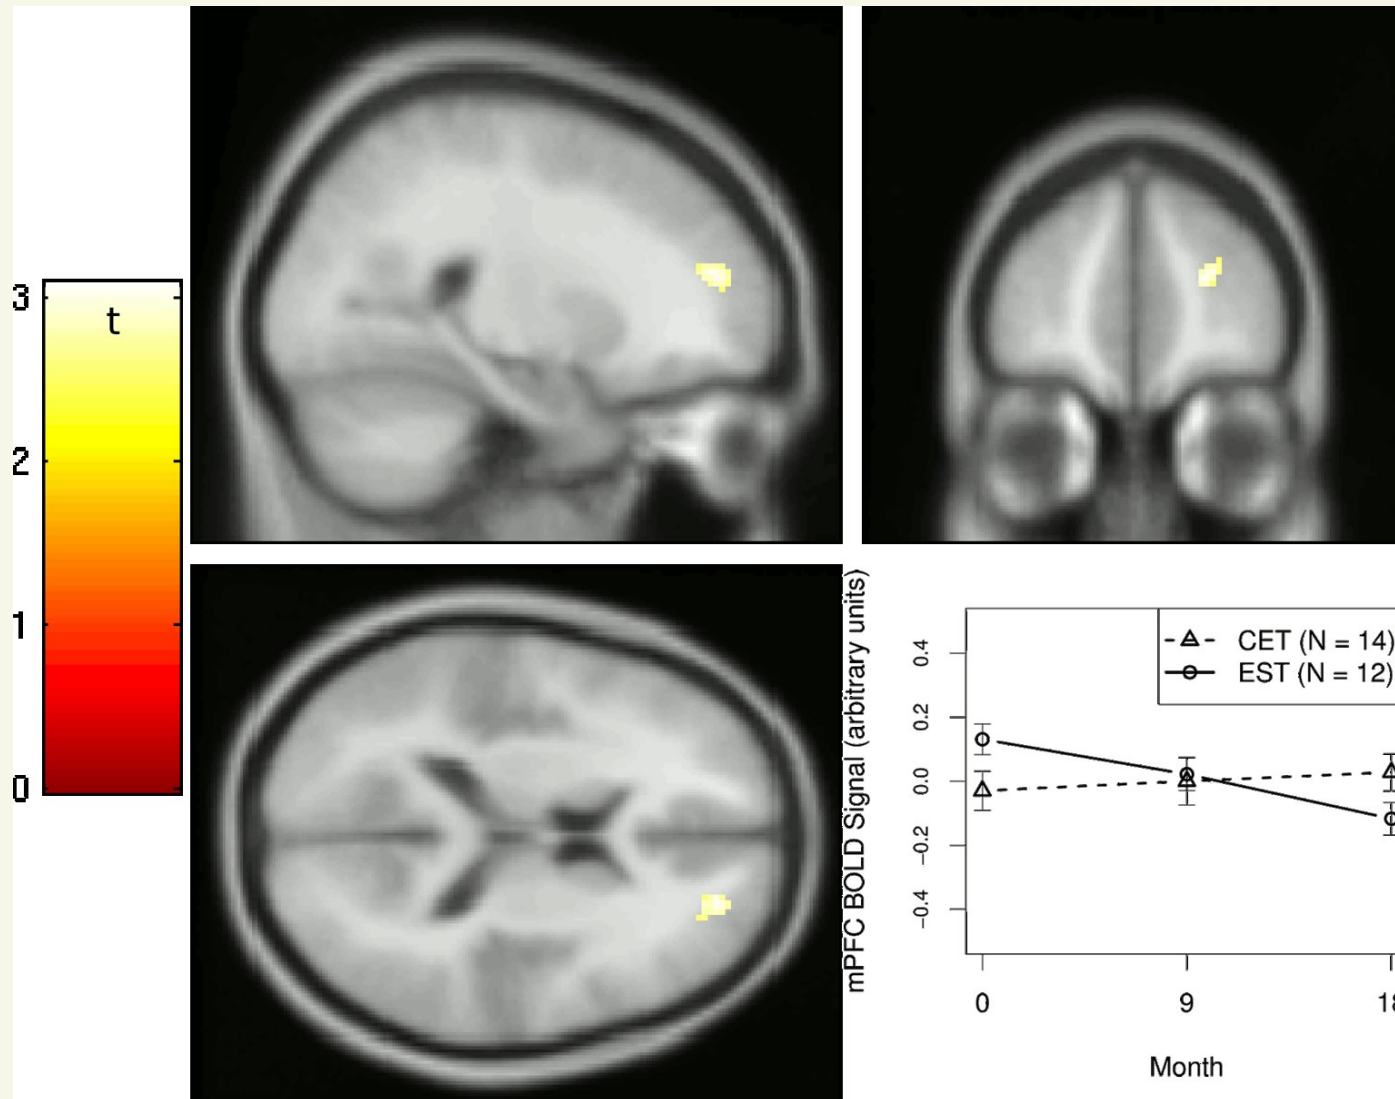 3
t
2
1
0
mPFC BOLD Signal (arbitrary units)
0.4
0.2
0.0
−0.2
−0.4
CET (N = 14)
EST (N = 12)
0
9
18
Month